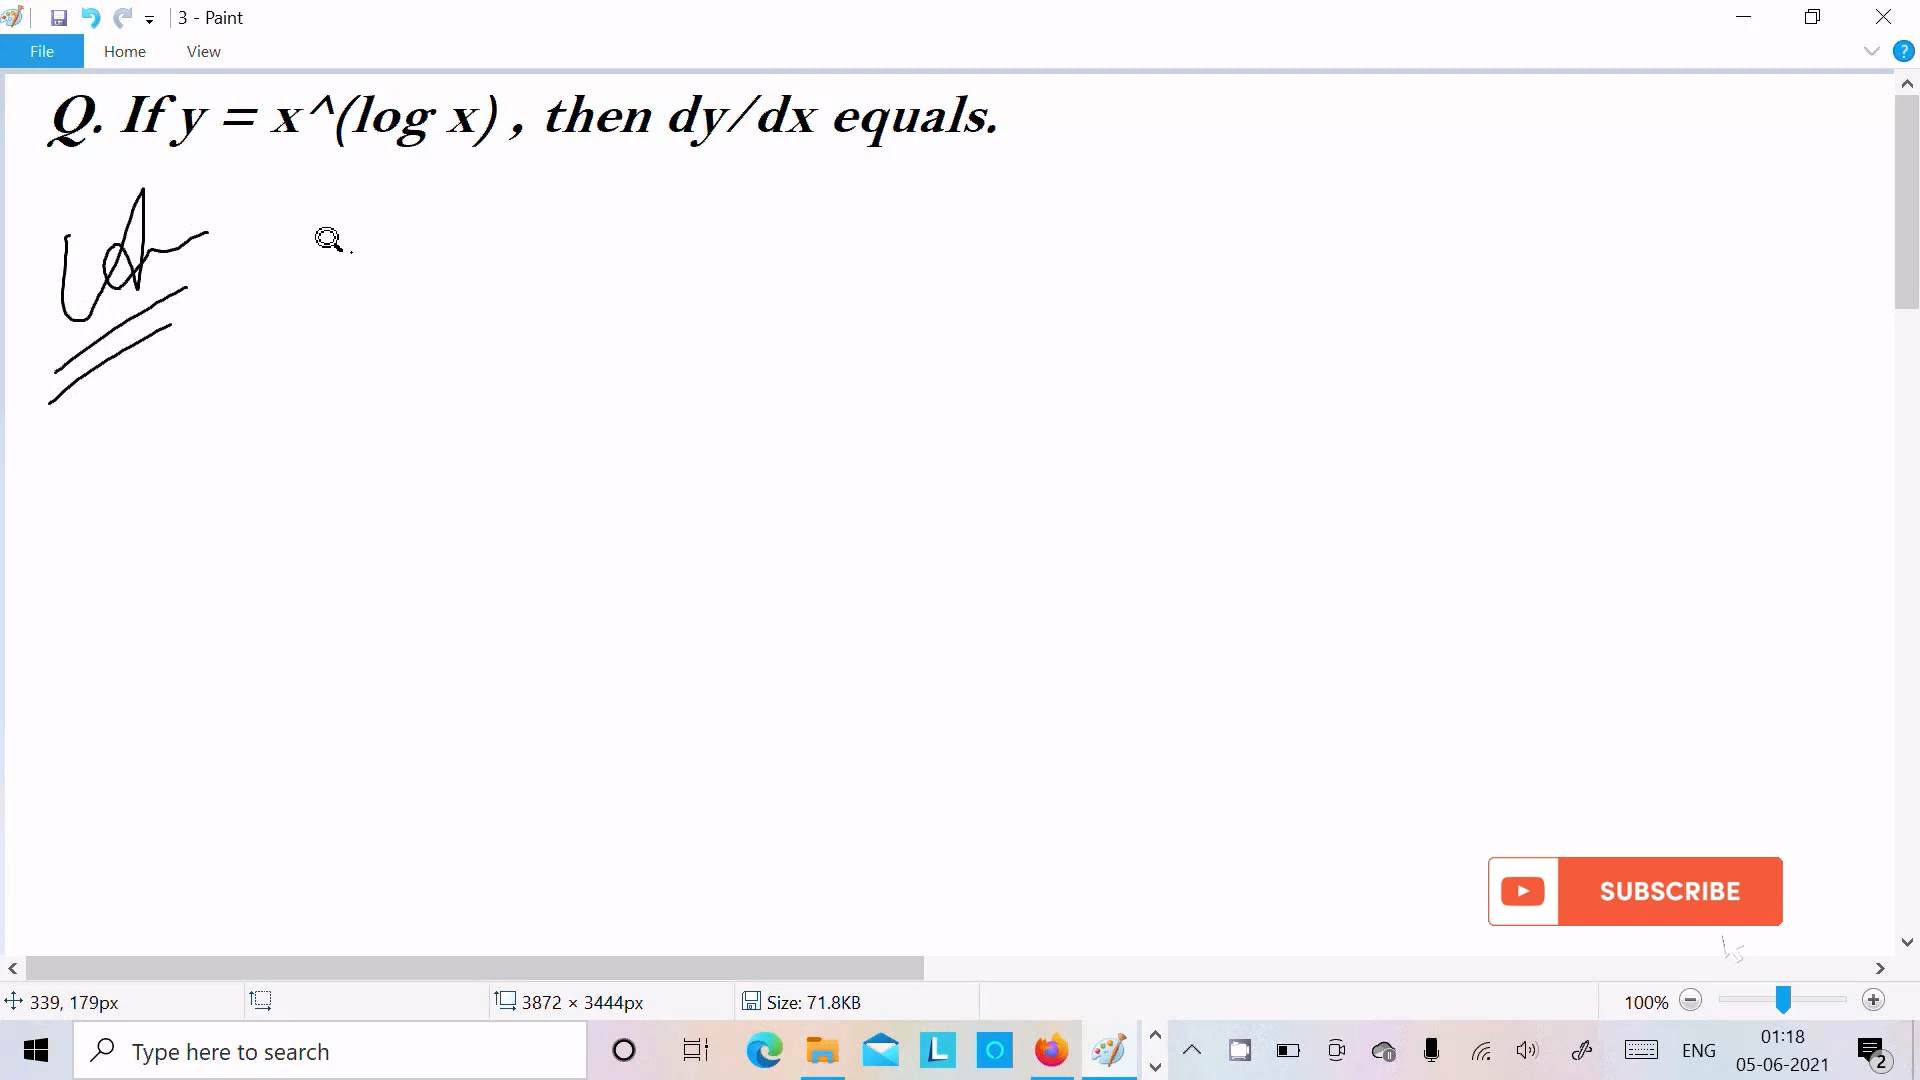 3 - Paint
File Home View
Q. If y = x^(log x) , then dy/dx equals.
SUBSCRIBE
339, 179px 3872 × 3444px Size: 71.8KB 100%
Type here to search
L
ENG
01:18
05-06-2021
2